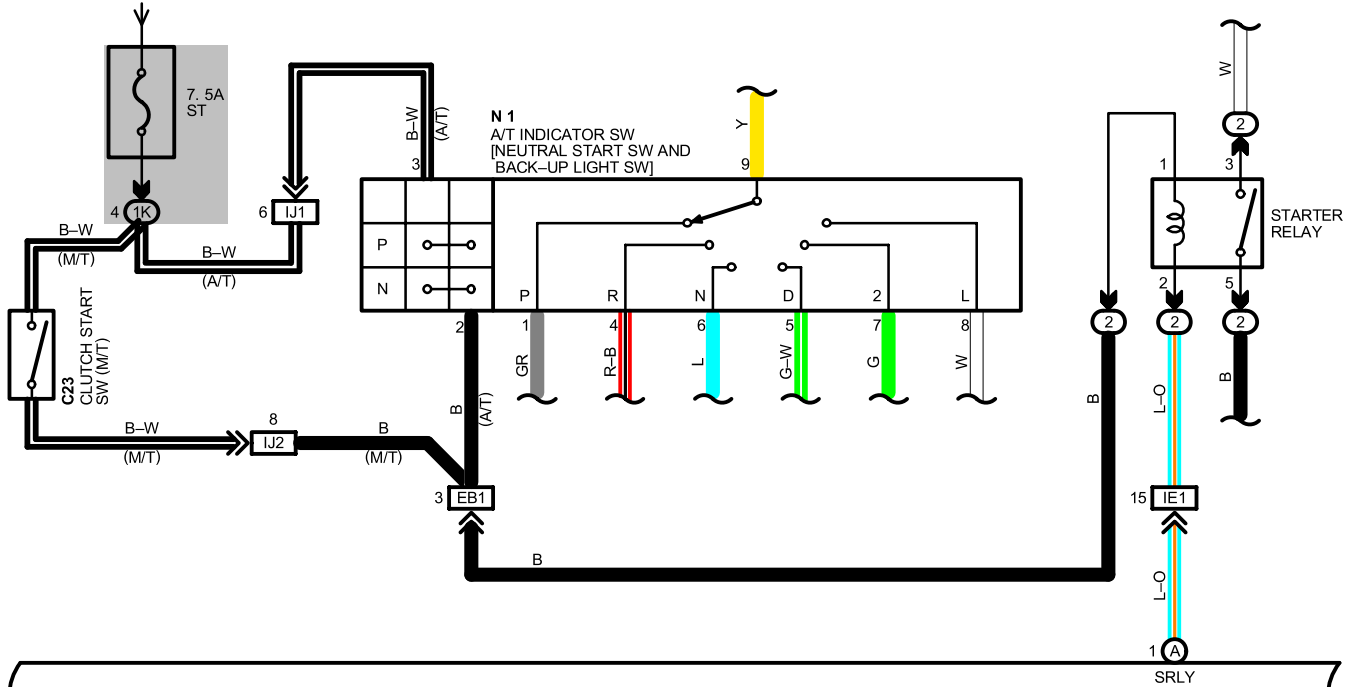 7. 5A
ST
4
1K
B–W
(M/T)
B–W
(A/T)
6
IJ1
B–W
(A/T)
3
N 1
A/T INDICATOR SW
[NEUTRAL START SW AND
BACK–UP LIGHT SW]
Y
9
P
N
P
R
N
D
2
L
2
1
4
6
5
7
8
GR
R–B
L
G–W
G
W
B
(A/T)
C23
CLUTCH START
SW (M/T)
B–W
(M/T)
8
IJ2
B
(M/T)
3
EB1
B
W
2
1
3
STARTER
RELAY
2
5
2
2
2
B
L–O
B
15
IE1
L–O
1
A
SRLY